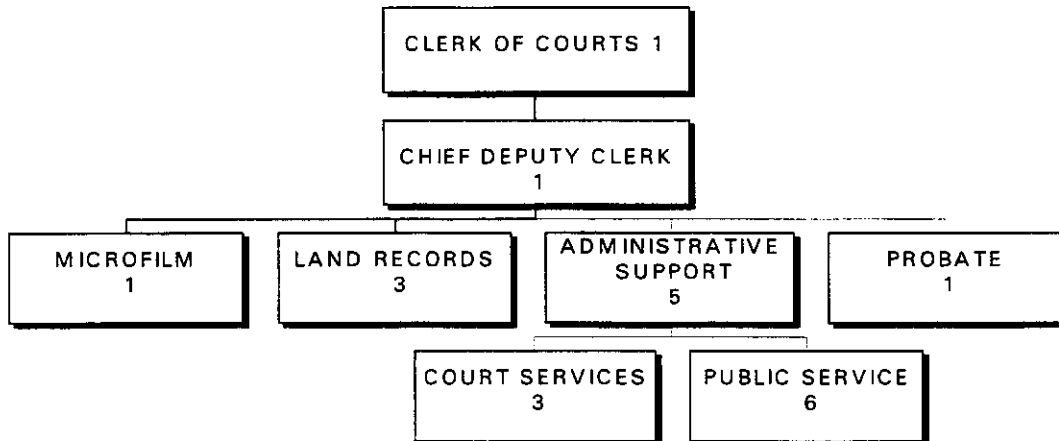 CLERK OF COURTS 1
CHIEF DEPUTY CLERK
1
MICROFILM
1
LAND RECORDS
3
ADMINISTRATIVE
SUPPORT
5
PROBATE
1
COURT SERVICES
3
PUBLIC SERVICE
6